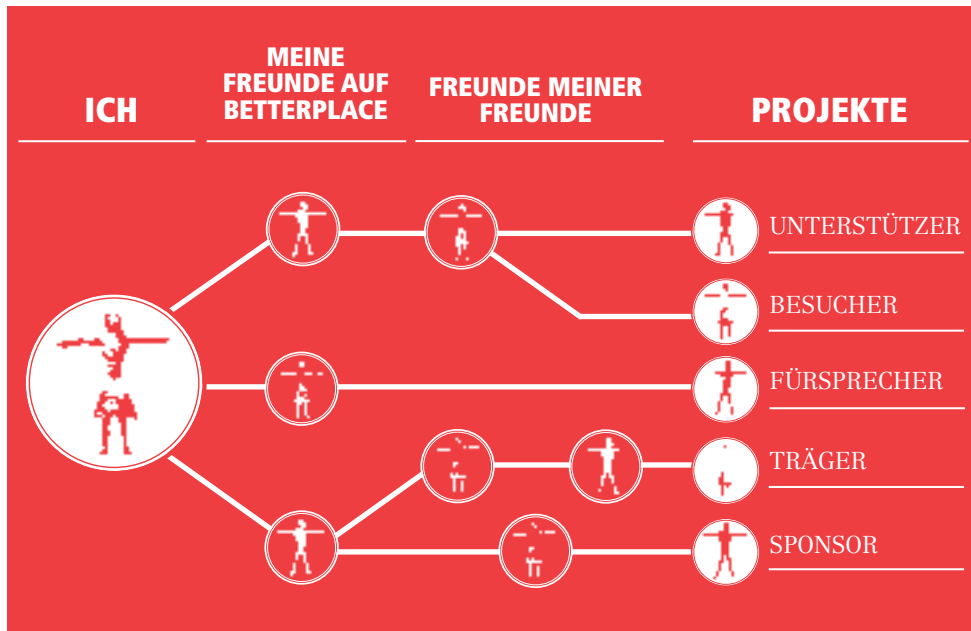 ICH
MEINE
FREUNDE AUF
BETTERPLACE
FREUNDE MEINER
FREUNDE
PROJEKTE
UNTERSTÜTZER
BESUCHER
FÜRSPRECHER
TRÄGER
SPONSOR